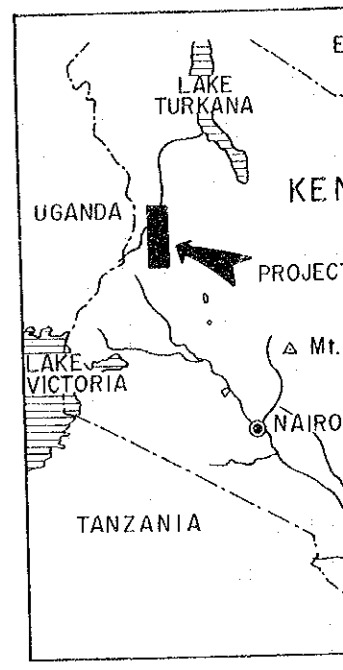 E
LAKE
TURKANA
KEN
UGANDA
PROJECT
Mt.
LAKE
VICTORIA
NAIRO
TANZANIA